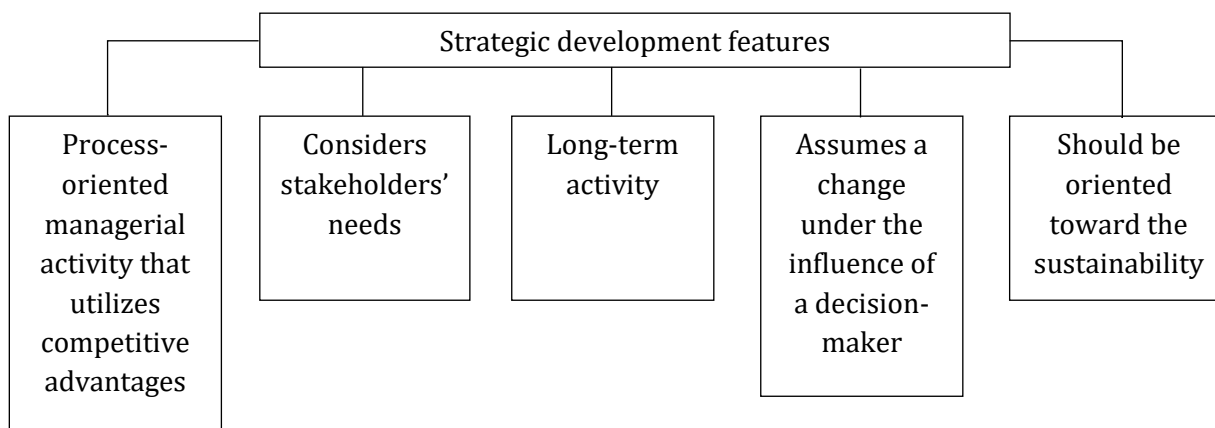 Strategic development features
Process-
oriented
managerial
activity that
utilizes
competitive
advantages
Considers
stakeholders’
needs
Long-term
activity
Assumes a
change
under the
influence of
a decision-
maker
Should be
oriented
toward the
sustainability